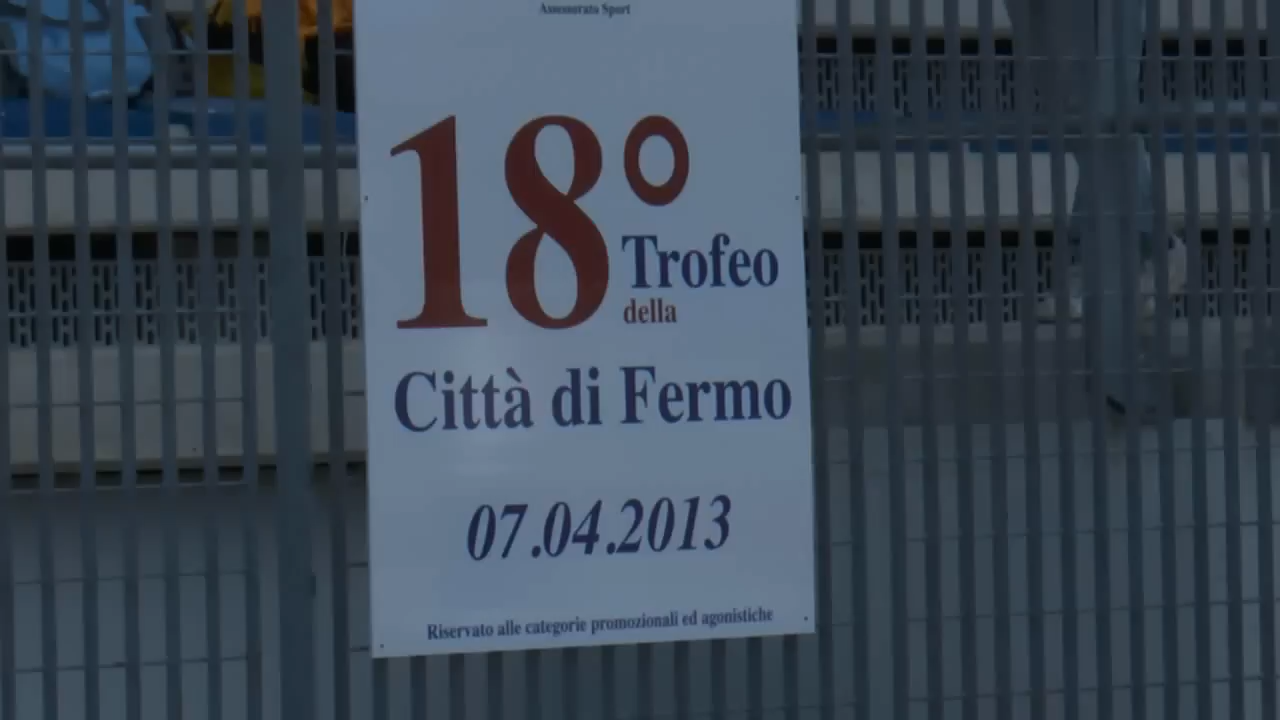 Assessorato Sport
18° Trofeo
della
Città di Fermo
07.04.2013
Riservato alle categorie promozionali ed agonistiche